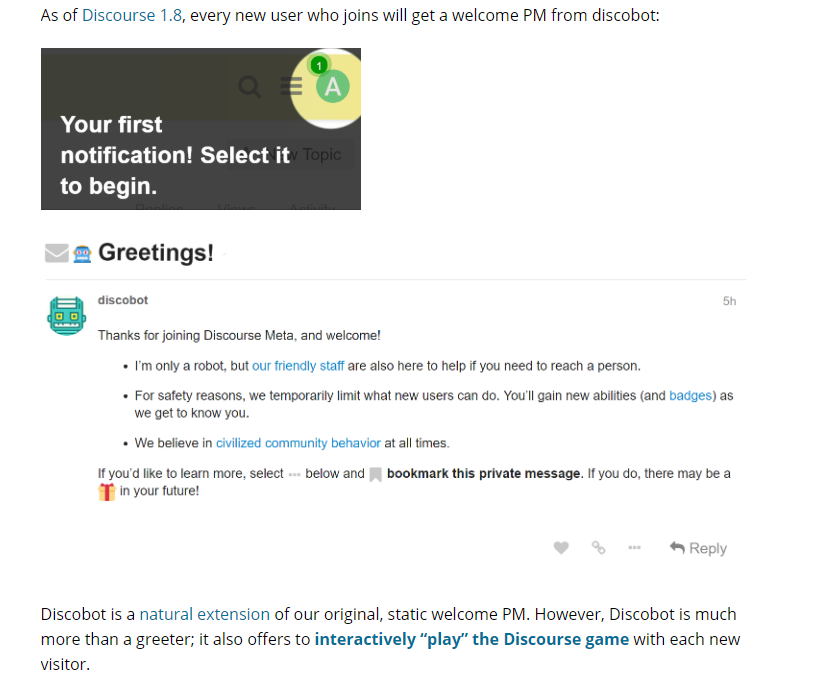 As of Discourse 1.8, every new user who joins will get a welcome PM from discobot:
1
A
Your first
notification! Select it
Topic
to begin.
Replies Views Activity
Greetings!
discobot 5h
Thanks for joining Discourse Meta, and welcome!
• I'm only a robot, but our friendly staff are also here to help if you need to reach a person.
• For safety reasons, we temporarily limit what new users can do. You'll gain new abilities (and badges) as
we get to know you.
• We believe in civilized community behavior at all times.
If you'd like to learn more, select ··· below and bookmark this private message. If you do, there may be a
in your future!
Reply
Discobot is a natural extension of our original, static welcome PM. However, Discobot is much
more than a greeter; it also offers to interactively “play” the Discourse game with each new
visitor.